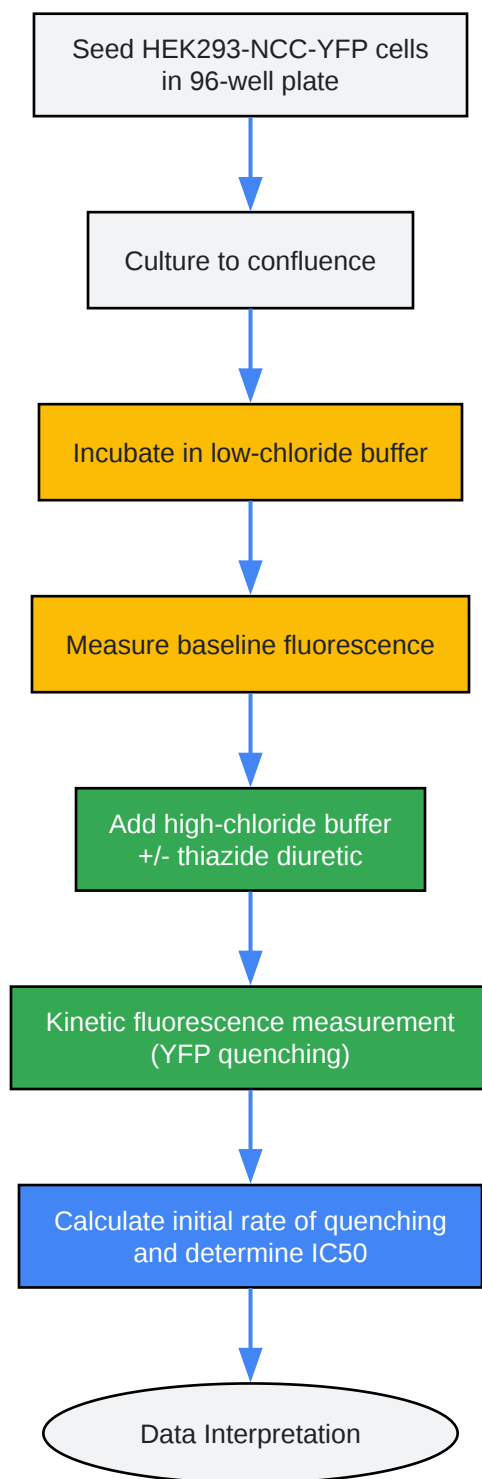 Seed HEK293-NCC-YFP cells
in 96-well plate
Culture to confluence
Incubate in low-chloride buffer
Measure baseline fluorescence
Add high-chloride buffer
+/- thiazide diuretic
Kinetic fluorescence measurement
(YFP quenching)
Calculate initial rate of quenching
and determine IC50
Data Interpretation